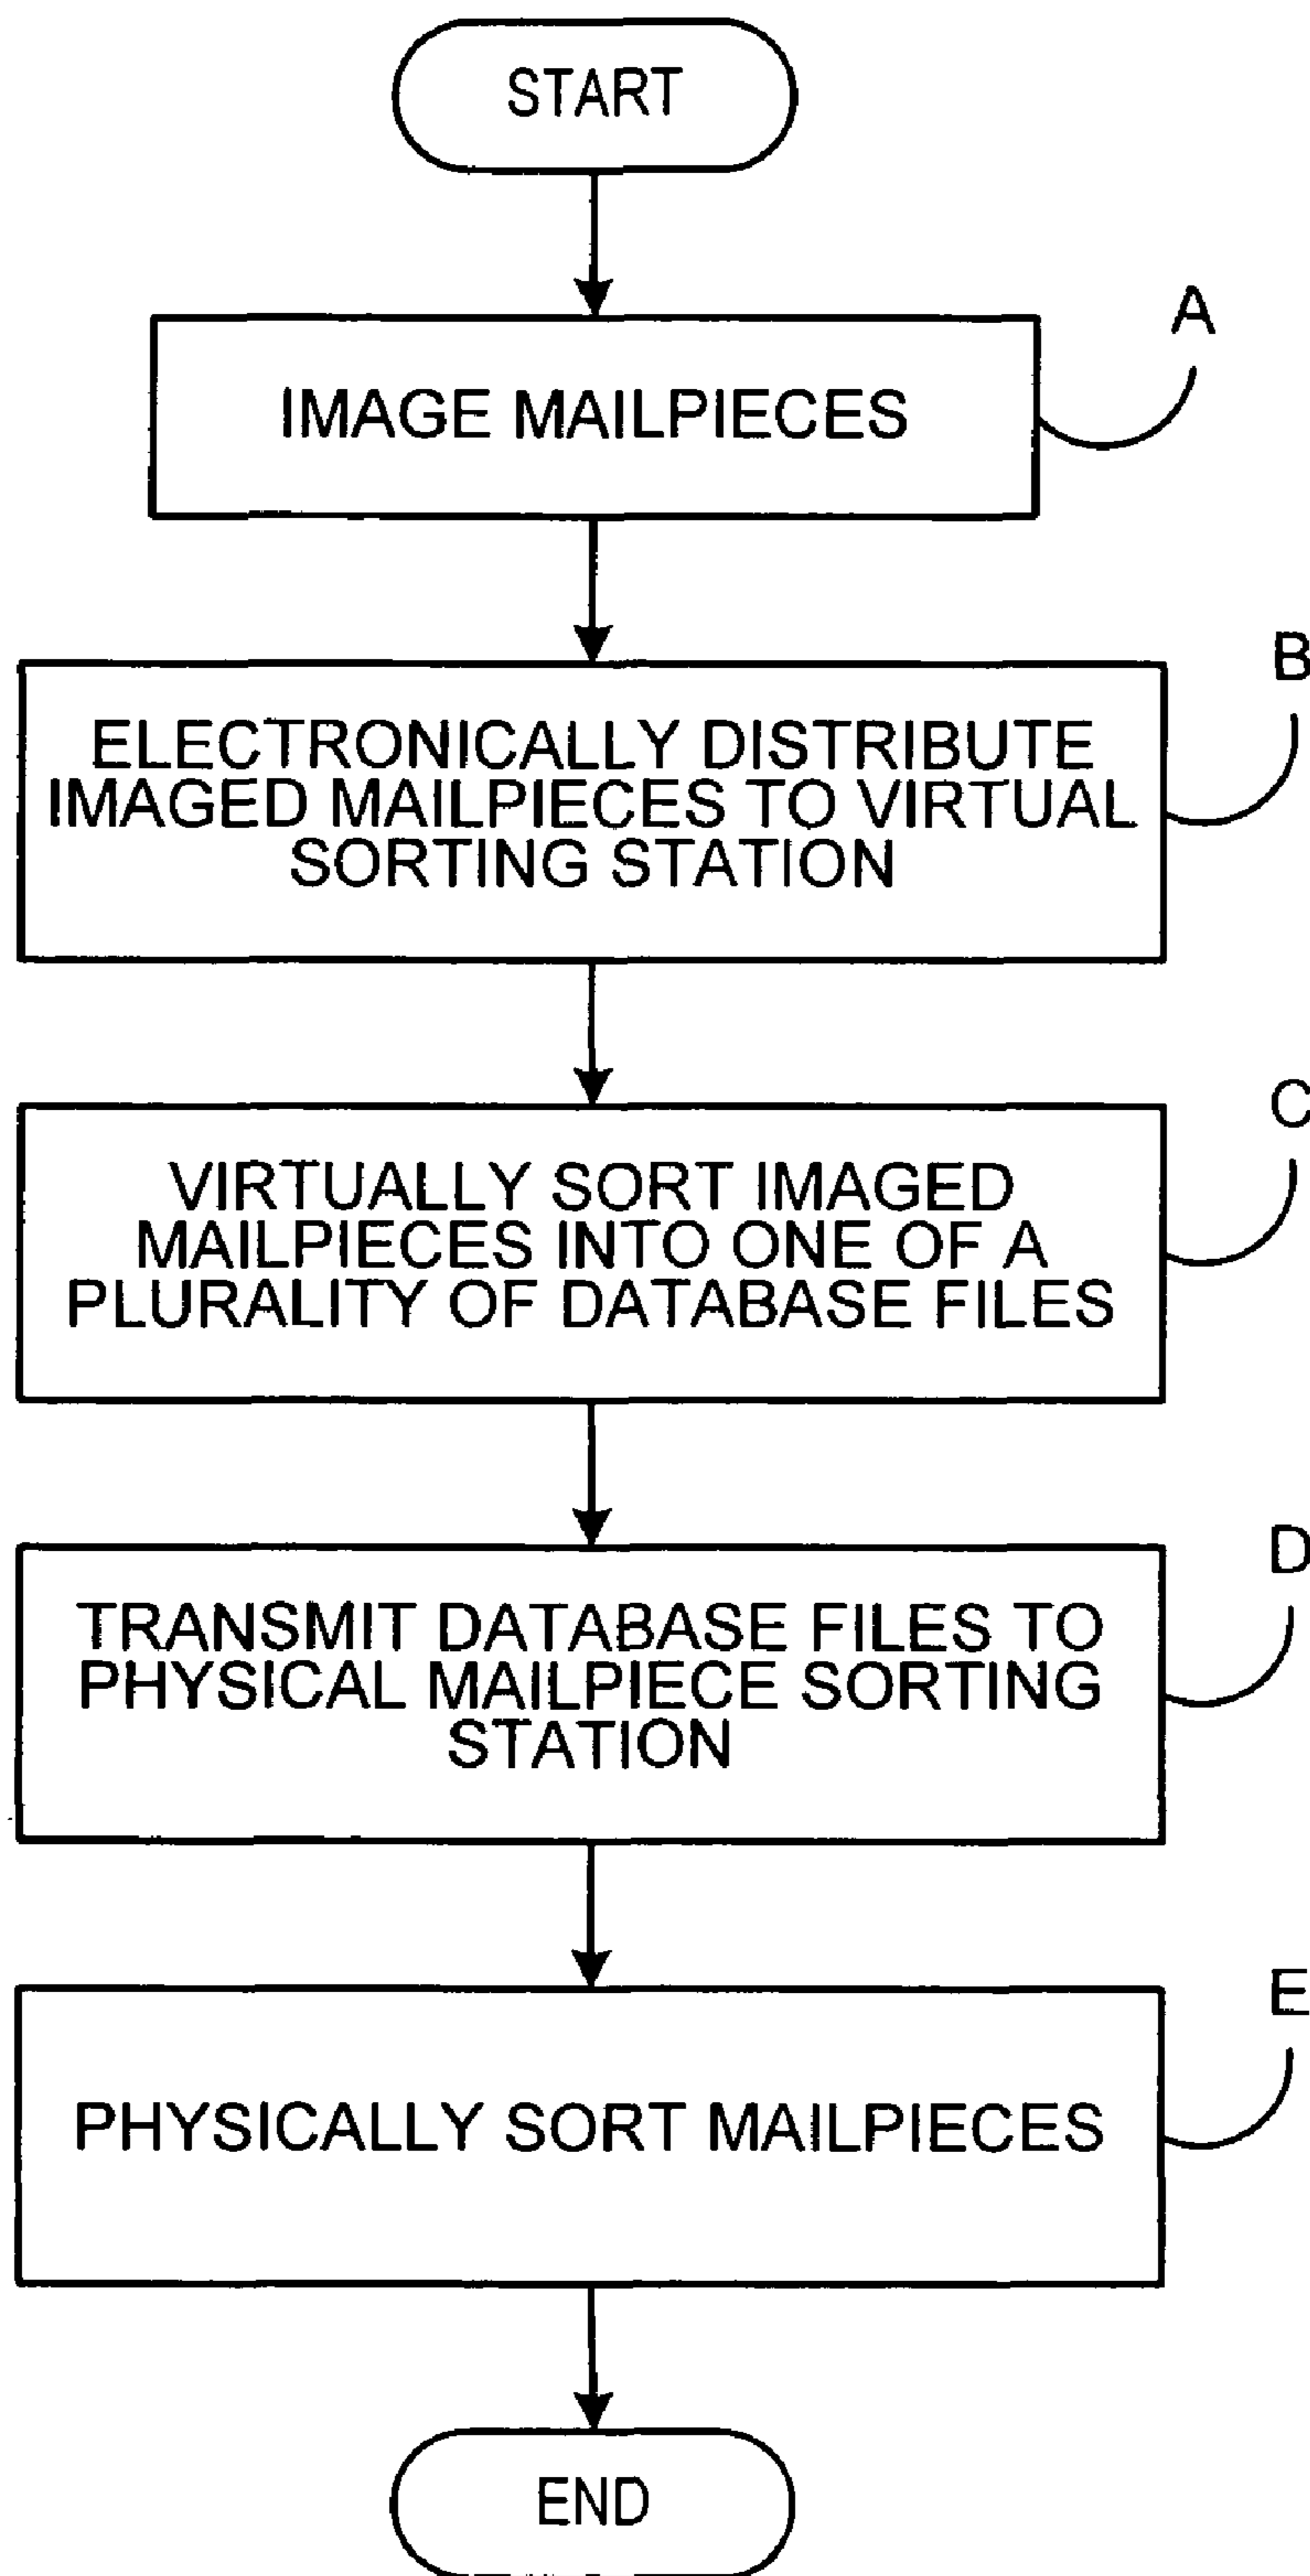 START
A
IMAGE MAILPIECES
B
ELECTRONICALLY DISTRIBUTE
IMAGED MAILPIECES TO VIRTUAL
SORTING STATION
C
VIRTUALLY SORT IMAGED
MAILPIECES INTO ONE OF A
PLURALITY OF DATABASE FILES
D
TRANSMIT DATABASE FILES TO
PHYSICAL MAILPIECE SORTING
STATION
E
PHYSICALLY SORT MAILPIECES
END